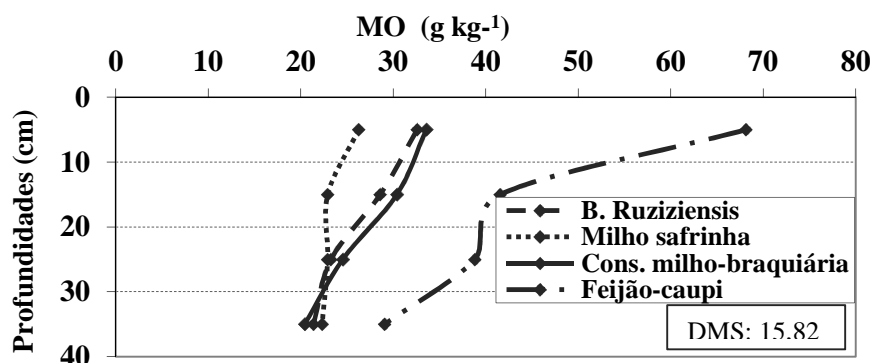 MO (g kg-¹)
0 10 20 30 40 50 60 70 80
Profundidades (cm)
0
10
20
30
40
B. Ruziziensis
Milho safrinha
Cons. milho-braquiária
Feijão-caupi
DMS: 15.82